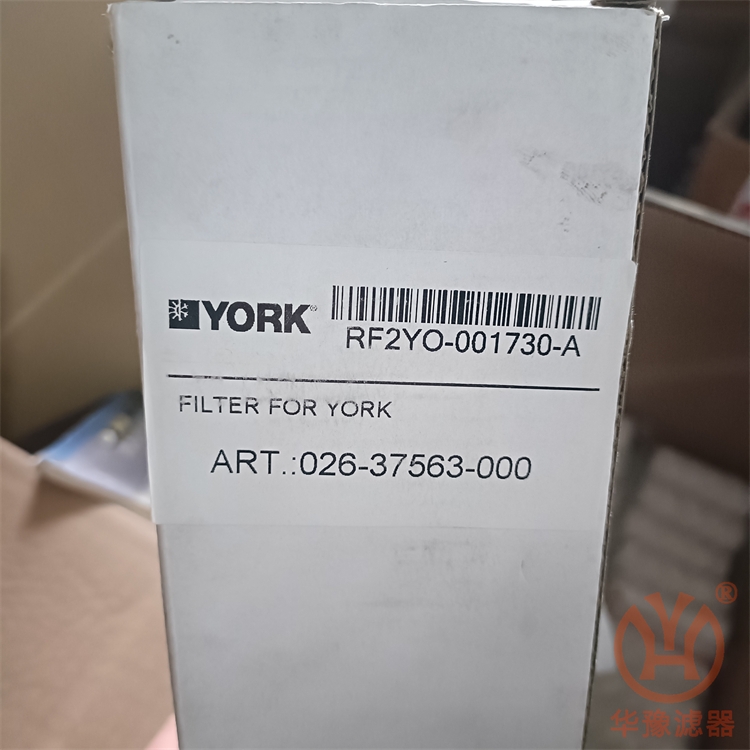 YORK®
RF2YO-001730-A
FILTER FOR YORK
ART.:026-37563-000
®
华豫滤器